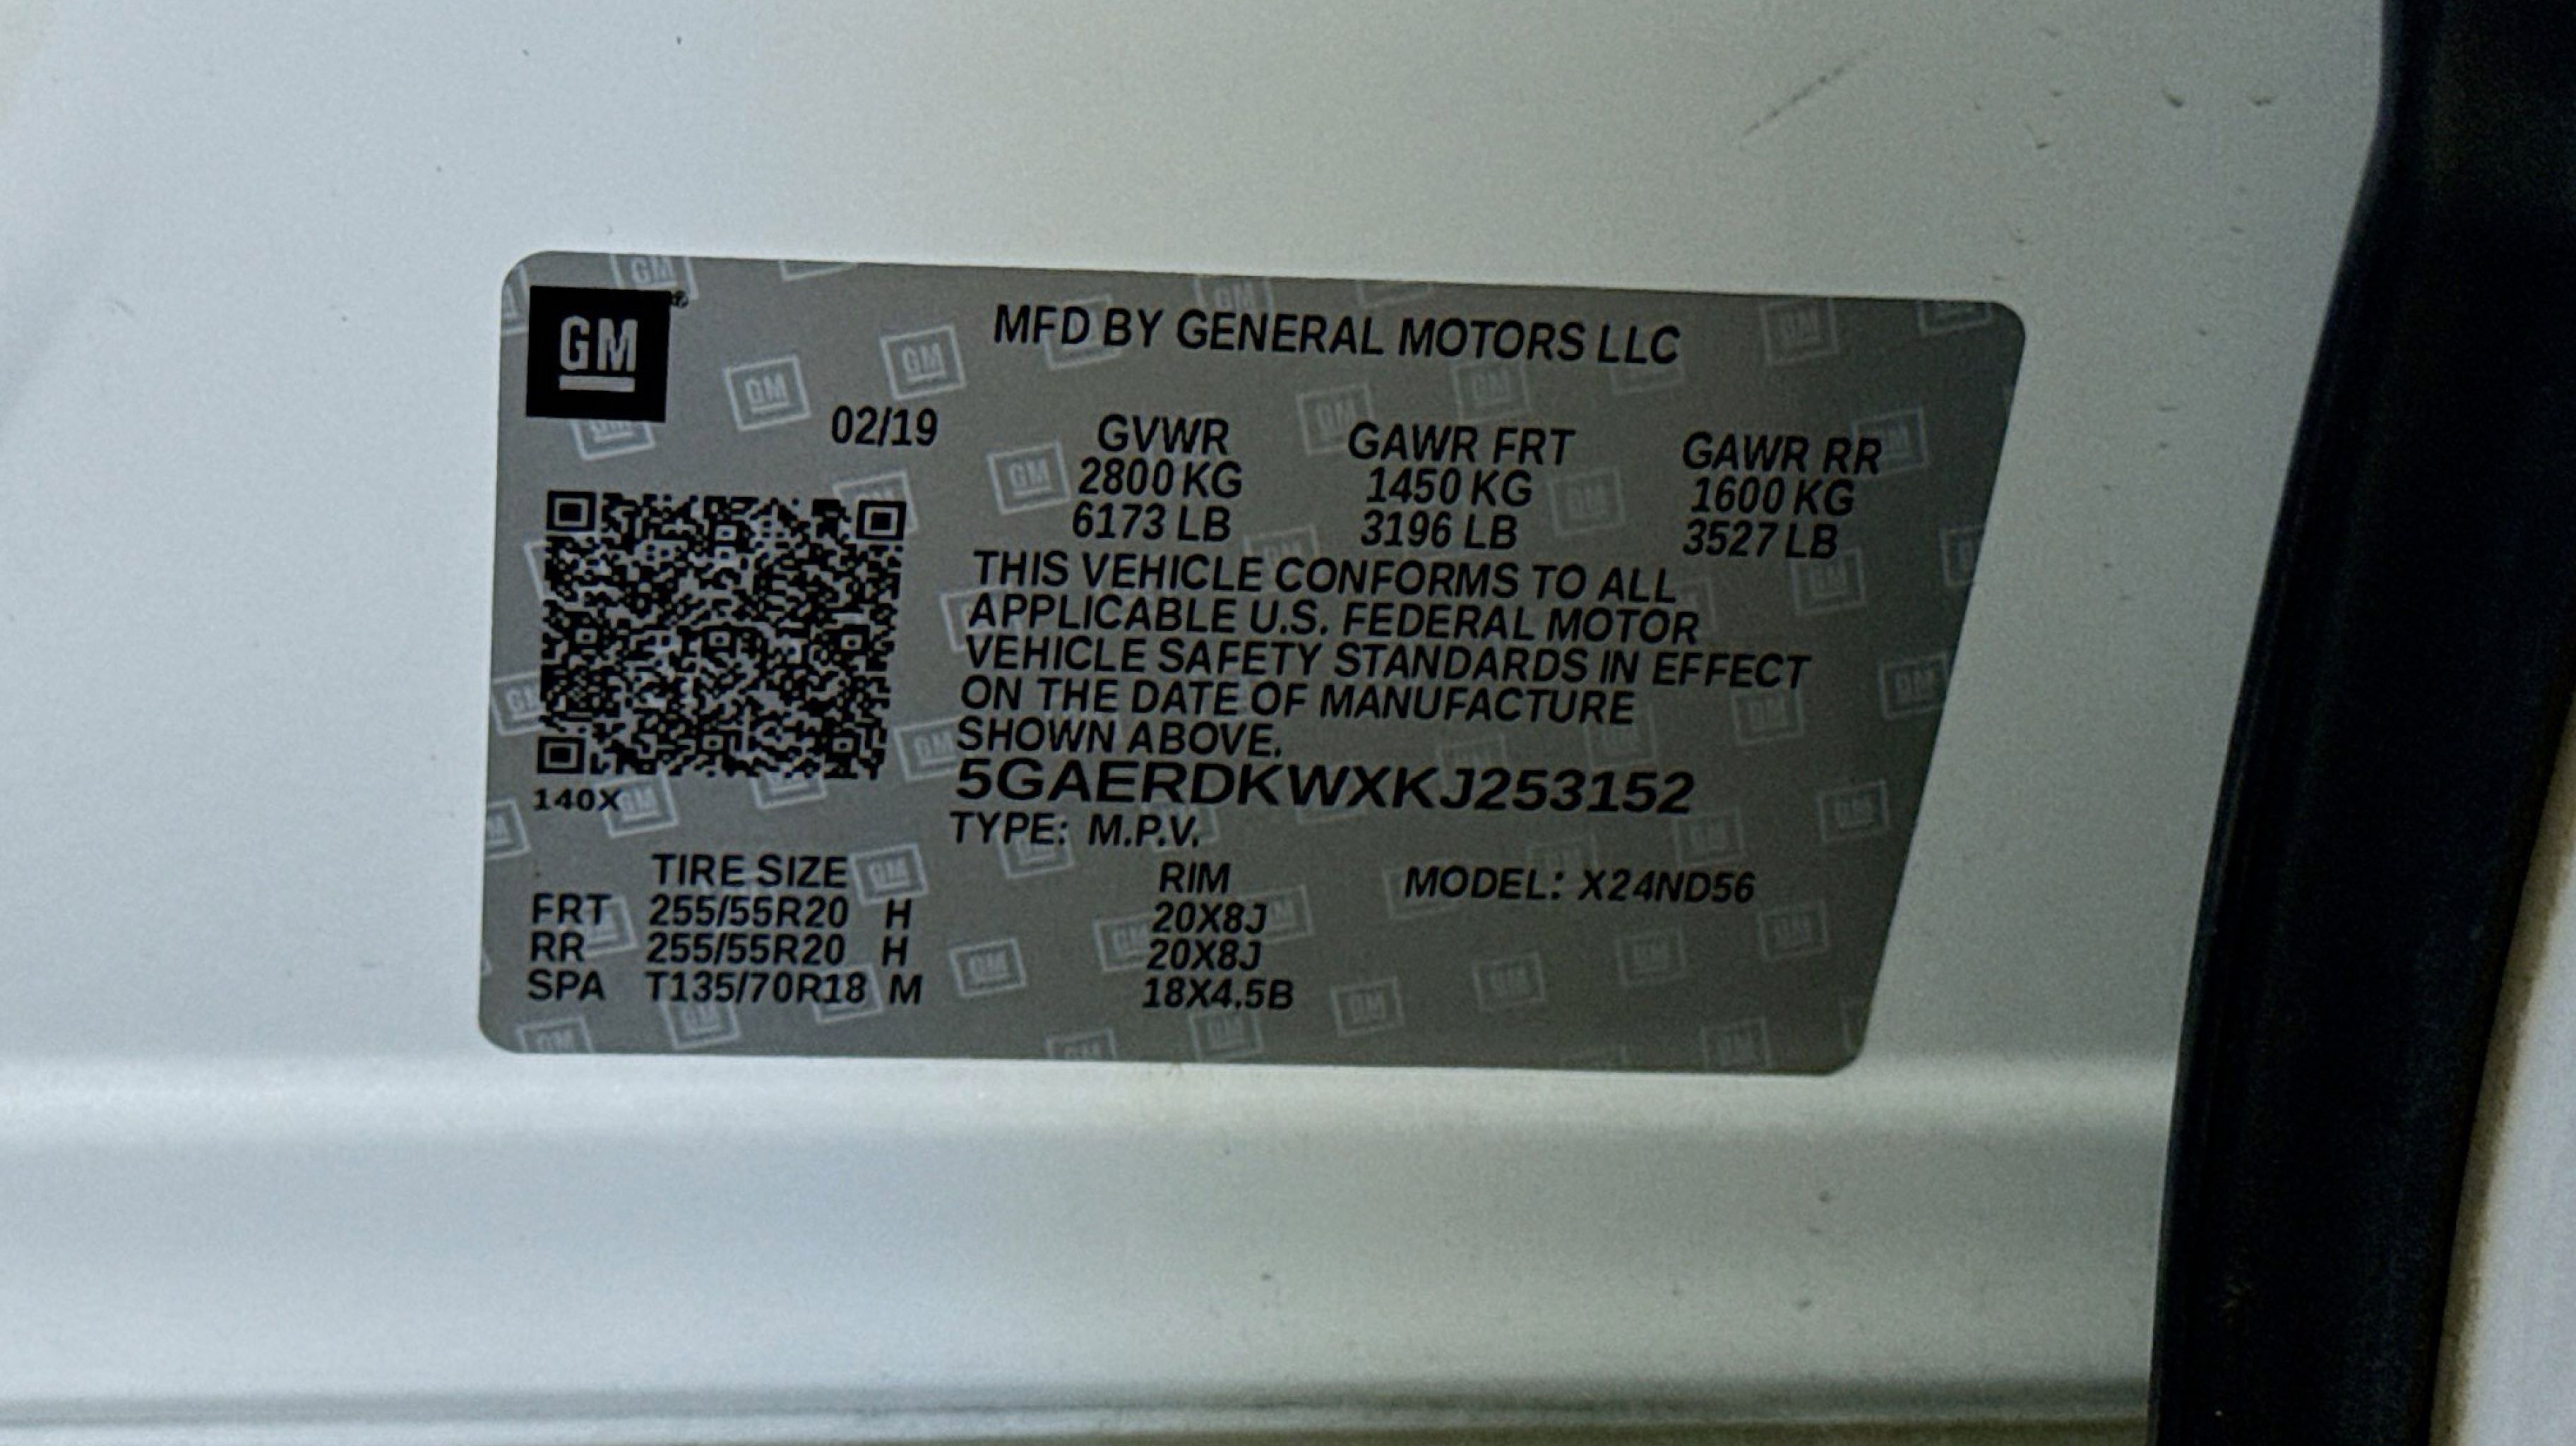 GM
MFD BY GENERAL MOTORS LLC
02/19
GVWR GAWR FRT GAWR RR
2800 KG 1450 KG 1600 KG
6173 LB 3196 LB 3527 LB
THIS VEHICLE CONFORMS TO ALL
APPLICABLE U.S. FEDERAL MOTOR
VEHICLE SAFETY STANDARDS IN EFFECT
ON THE DATE OF MANUFACTURE
SHOWN ABOVE.
5GAERDKWXKJ253152
140X
TYPE: M.P.V.
TIRE SIZE RIM MODEL: X24ND56
FRT 255/55R20 H 20X8J
RR 255/55R20 H 20X8J
SPA T135/70R18 M 18X4.5B